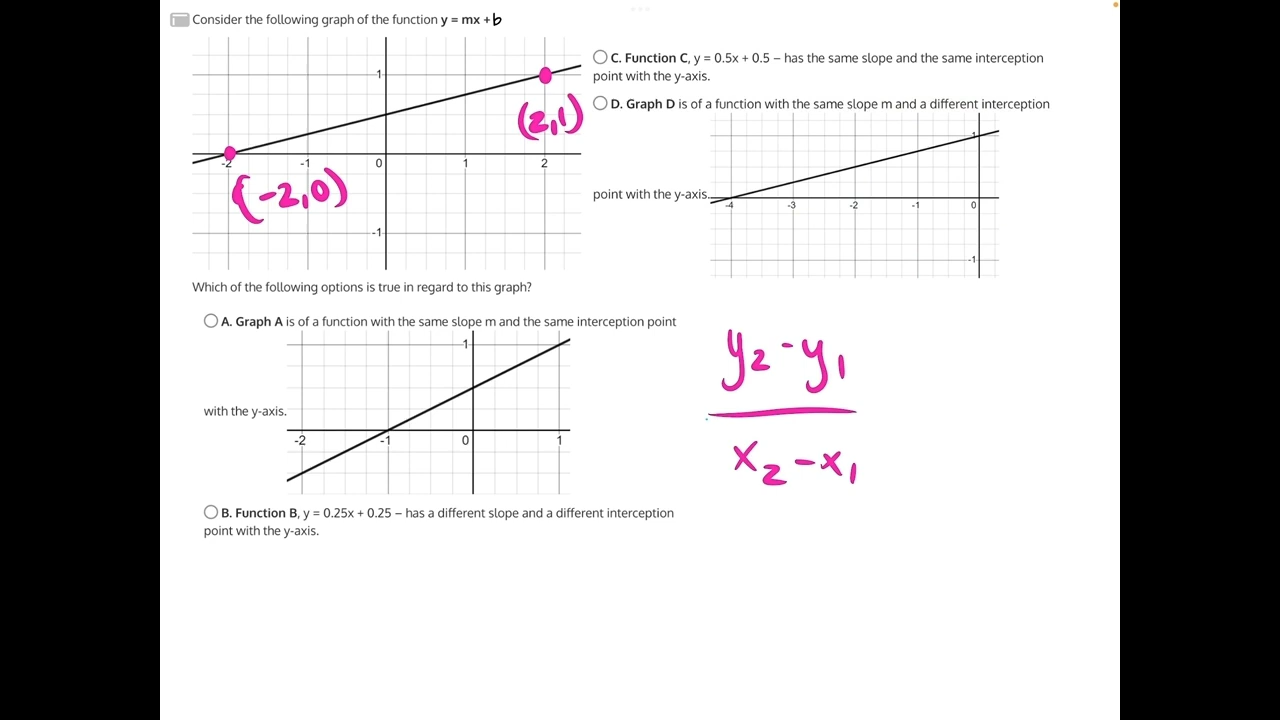 Consider the following graph of the function y = mx + b
1
-2 -1 0 1 2
-1
(2,1)
(-2,0)
Which of the following options is true in regard to this graph?
A. Graph A is of a function with the same slope m and the same interception point
with the y-axis.
1
-2 -1 0 1
B. Function B, y = 0.25x + 0.25 – has a different slope and a different interception
point with the y-axis.
C. Function C, y = 0.5x + 0.5 – has the same slope and the same interception
point with the y-axis.
D. Graph D is of a function with the same slope m and a different interception
point with the y-axis.
1
-4 -3 -2 -1 0
-1
y2 - y1
x2 - x1